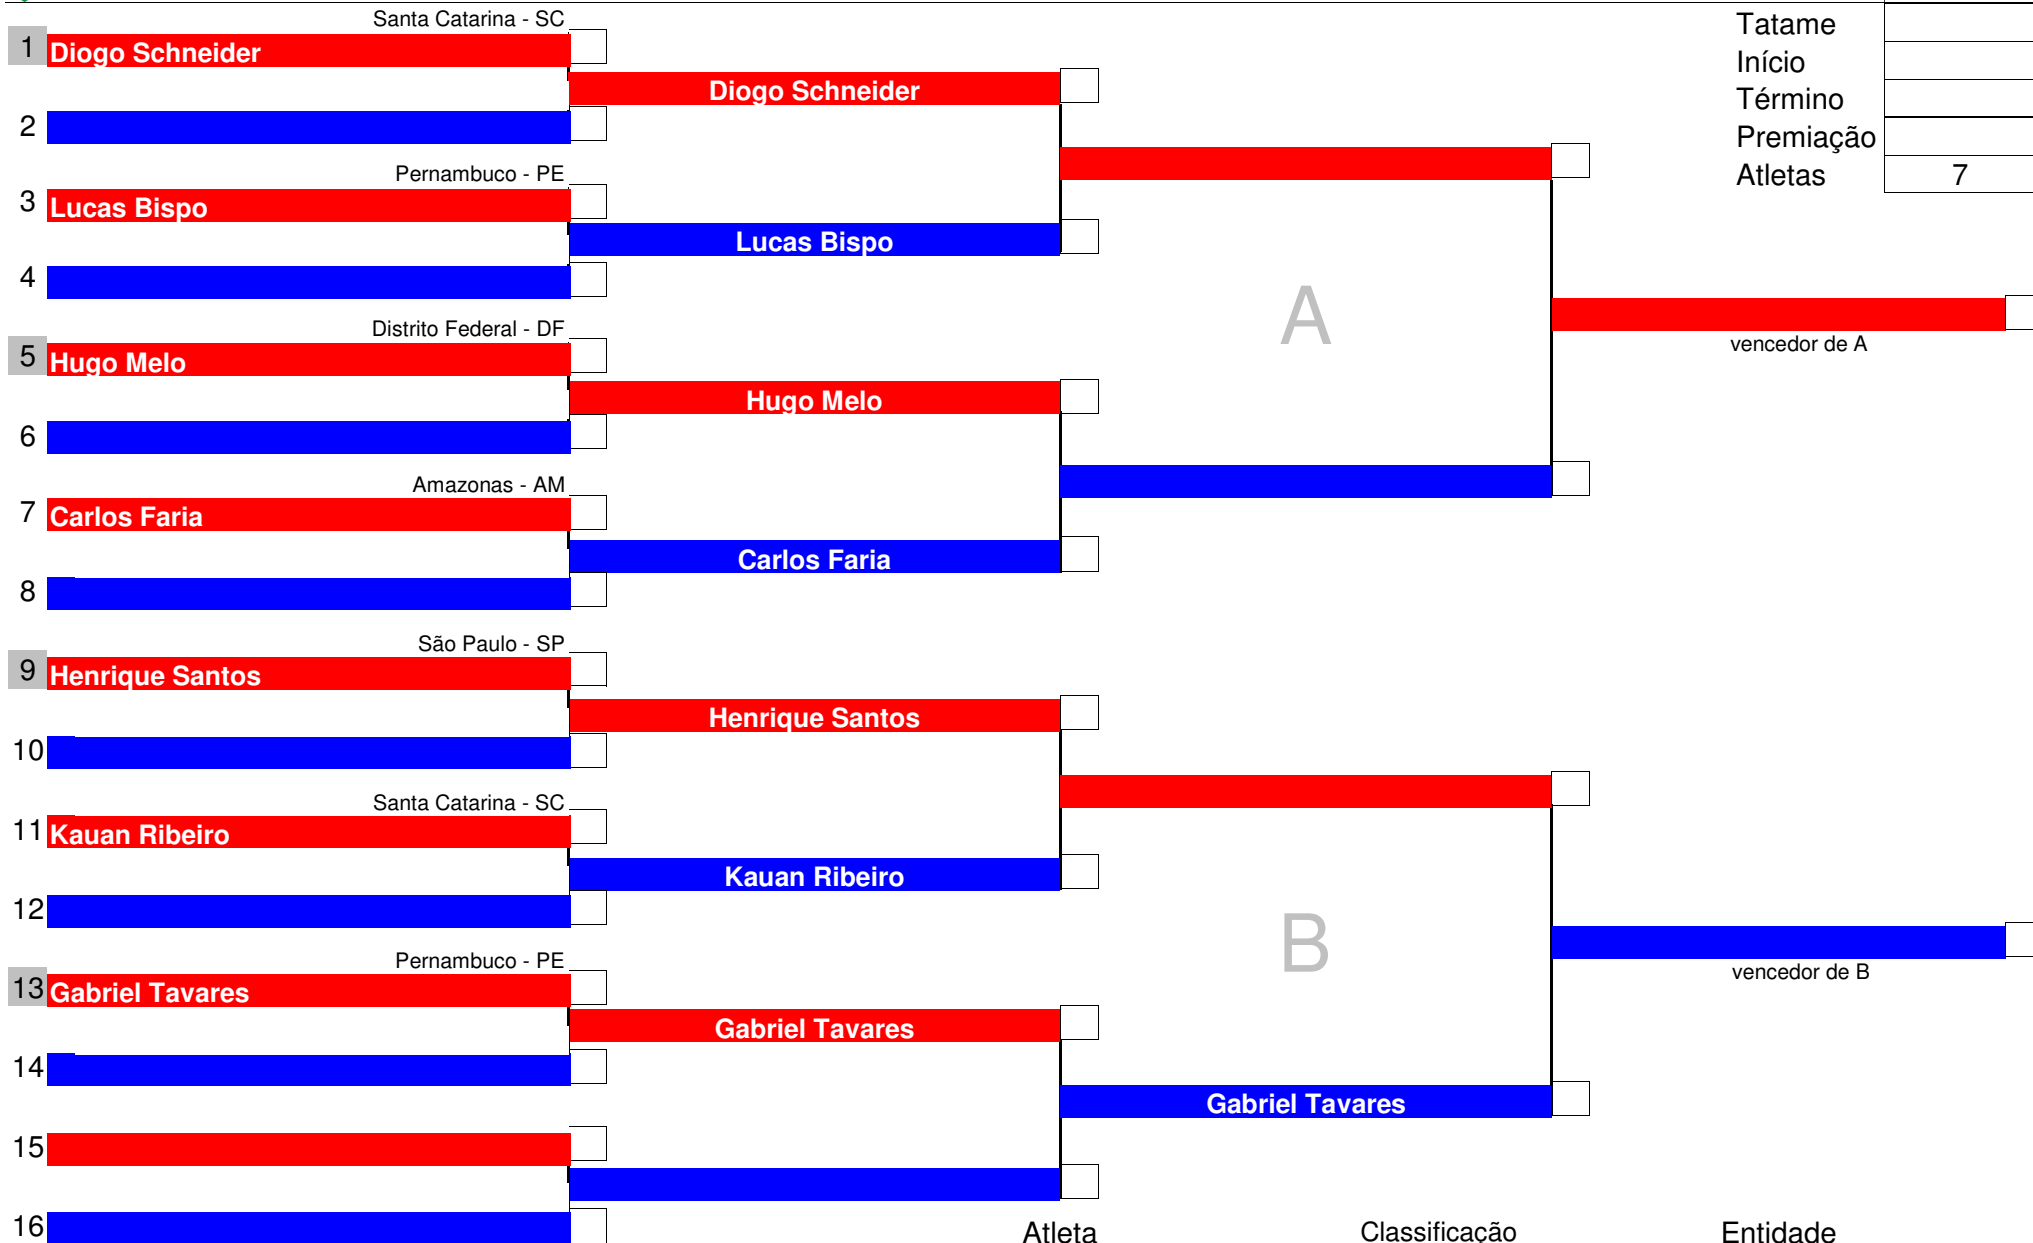 Santa Catarina - SC
1 Diogo Schneider
Diogo Schneider
2
Pernambuco - PE
3 Lucas Bispo
Lucas Bispo
4
Distrito Federal - DF
5 Hugo Melo
Hugo Melo
6
Amazonas - AM
7 Carlos Faria
Carlos Faria
8
São Paulo - SP
9 Henrique Santos
Henrique Santos
10
Santa Catarina - SC
11 Kauan Ribeiro
Kauan Ribeiro
12
Pernambuco - PE
13 Gabriel Tavares
Gabriel Tavares
14
Gabriel Tavares
15
16
A
B
vencedor de A
vencedor de B
Tatame
Início
Término
Premiação
Atletas 7
Atleta Classificação Entidade